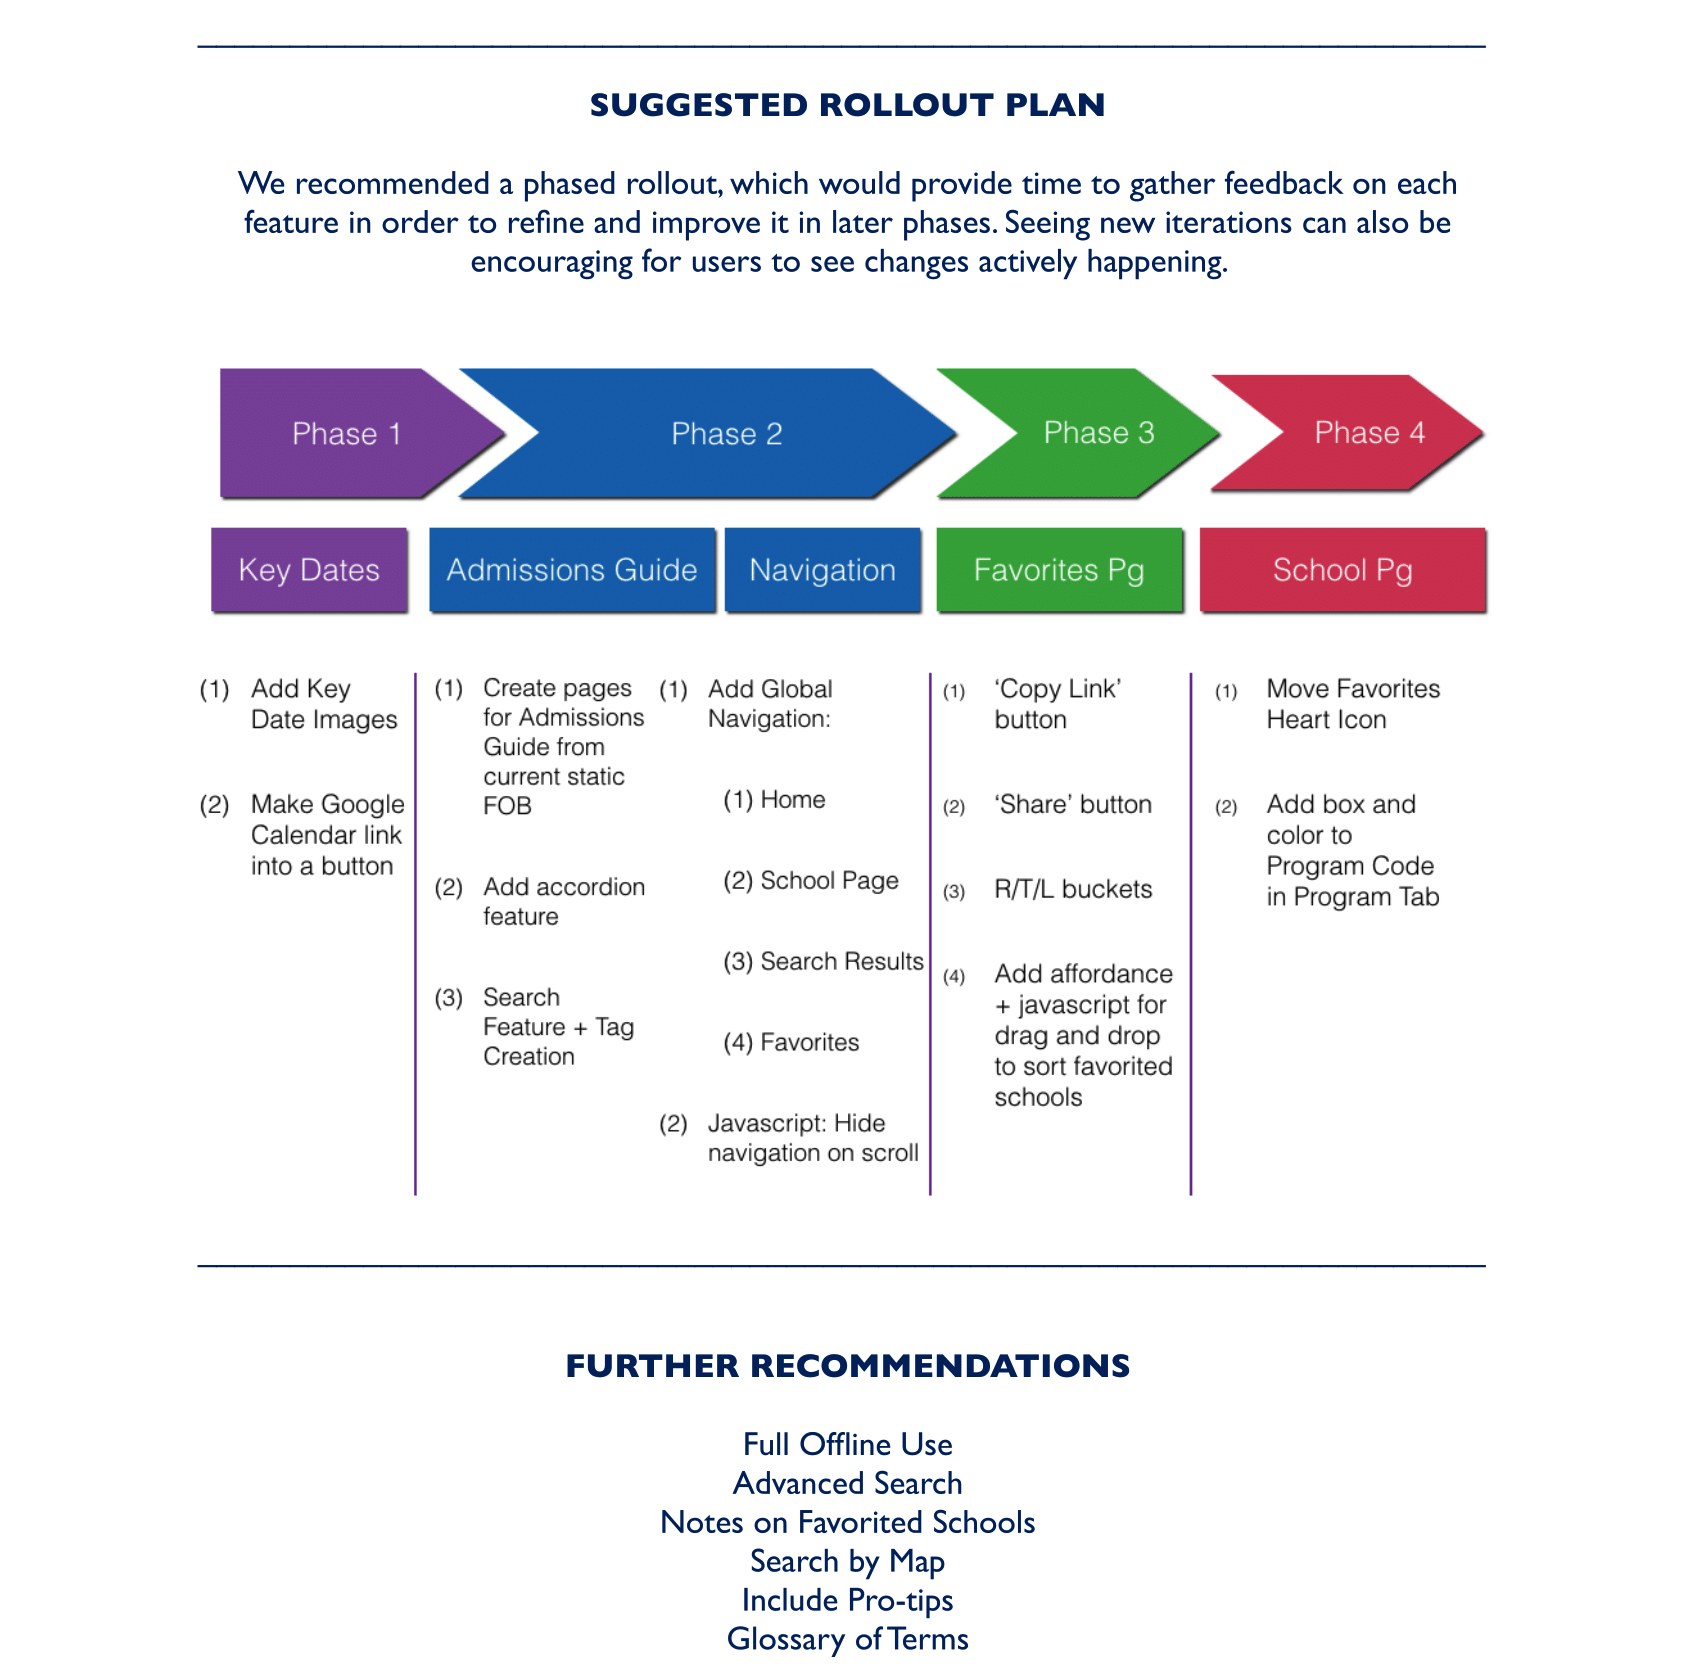 SUGGESTED ROLLOUT PLAN
We recommended a phased rollout, which would provide time to gather feedback on each
feature in order to refine and improve it in later phases. Seeing new iterations can also be
encouraging for users to see changes actively happening.
Phase 1
Phase 2
Phase 3
Phase 4
Key Dates
Admissions Guide
Navigation
Favorites Pg
School Pg
(1) Add Key
Date Images
(2) Make Google
Calendar link
into a button
(1) Create pages
for Admissions
Guide from
current static
FOB
(2) Add accordion
feature
(3) Search
Feature + Tag
Creation
(1) Add Global
Navigation:
(1) Home
(2) School Page
(3) Search Results
(4) Favorites
(2) Javascript: Hide
navigation on scroll
(1) ‘Copy Link’
button
(2) ‘Share’ button
(3) R/T/L buckets
(4) Add affordance
+ javascript for
drag and drop
to sort favorited
schools
(1) Move Favorites
Heart Icon
(2) Add box and
color to
Program Code
in Program Tab
FURTHER RECOMMENDATIONS
Full Offline Use
Advanced Search
Notes on Favorited Schools
Search by Map
Include Pro-tips
Glossary of Terms